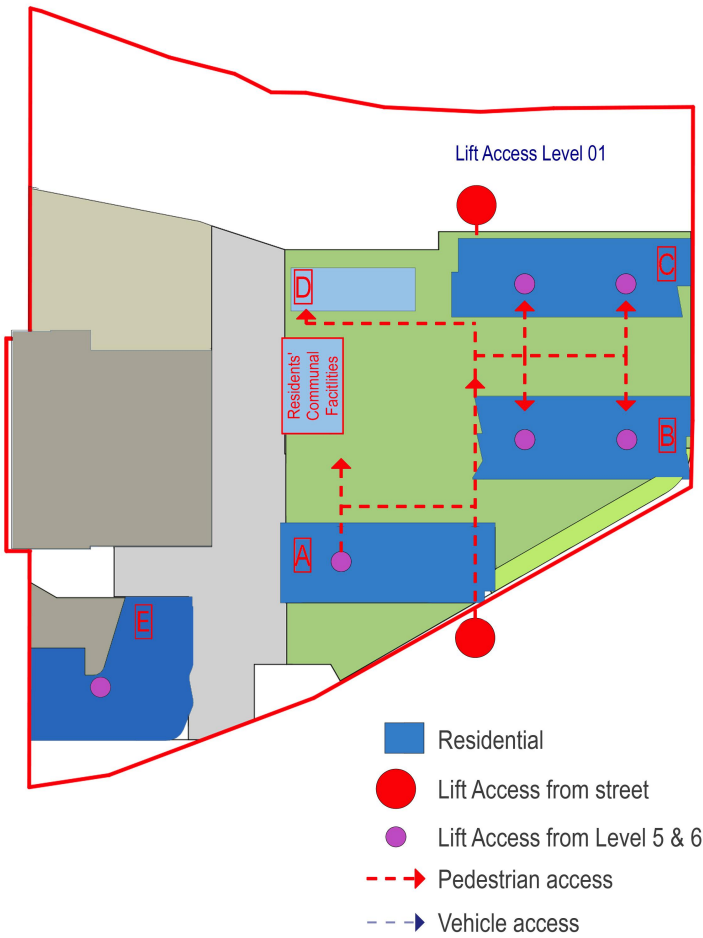 Lift Access Level 01
D
C
Residents'
Communal
Facitlities
B
A
E
Residential
Lift Access from street
Lift Access from Level 5 & 6
Pedestrian access
Vehicle access